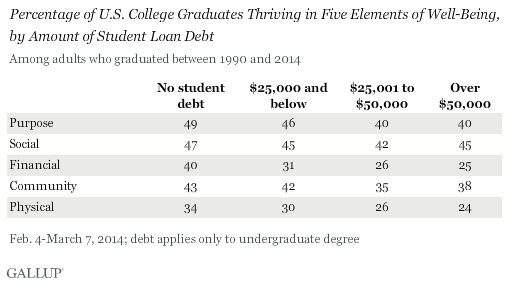 Percentage of U.S. College Graduates Thriving in Five Elements of Well-Being,
by Amount of Student Loan Debt
Among adults who graduated between 1990 and 2014
No student debt $25,000 and below $25,001 to $50,000 Over $50,000
Purpose 49 46 40 40
Social 47 45 42 45
Financial 40 31 26 25
Community 43 42 35 38
Physical 34 30 26 24
Feb. 4-March 7, 2014; debt applies only to undergraduate degree
GALLUP®